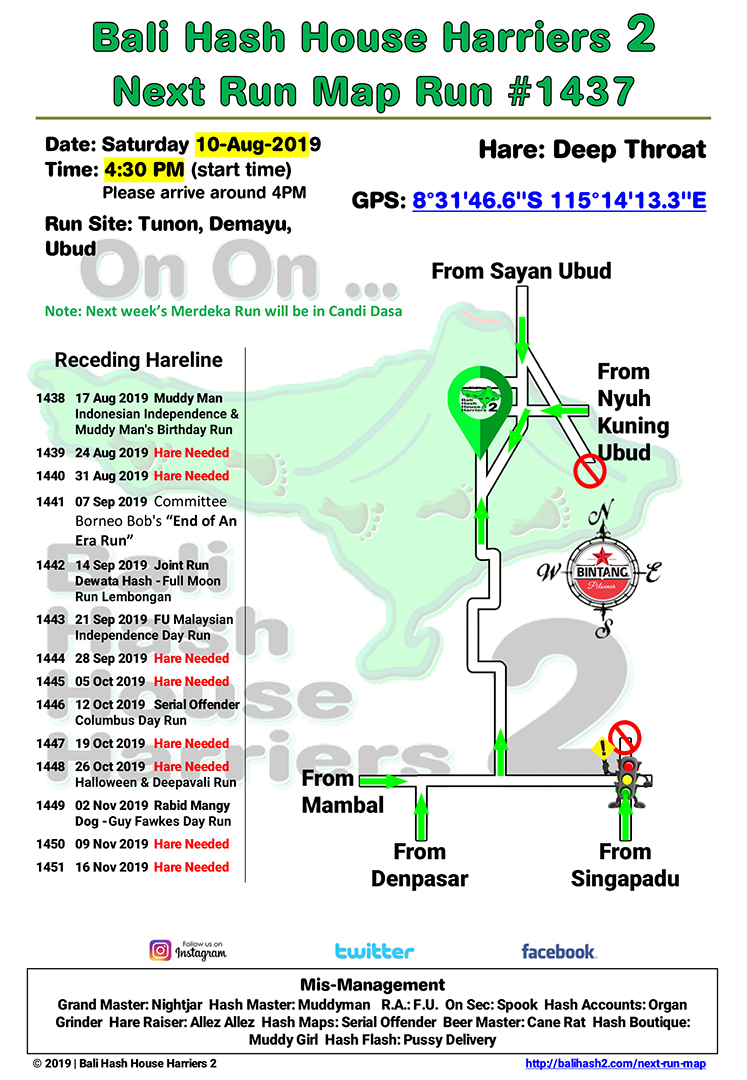 Bali Hash House Harriers 2
Next Run Map Run #1437
Date: Saturday 10-Aug-2019
Time: 4:30 PM (start time)
Please arrive around 4PM
Run Site: Tunon, Demayu,
Ubud
Hare: Deep Throat
GPS: 8°31'46.6"S 115°14'13.3"E
On On ...
Note: Next week's Merdeka Run will be in Candi Dasa
Receding Hareline
1438 17 Aug 2019 Muddy Man
Indonesian Independence &
Muddy Man's Birthday Run
1439 24 Aug 2019 Hare Needed
1440 31 Aug 2019 Hare Needed
1441 07 Sep 2019 Committee
Borneo Bob's "End of An
Era Run"
1442 14 Sep 2019 Joint Run
Dewata Hash - Full Moon
Run Lembongan
1443 21 Sep 2019 FU Malaysian
Independence Day Run
1444 28 Sep 2019 Hare Needed
1445 05 Oct 2019 Hare Needed
1446 12 Oct 2019 Serial Offender
Columbus Day Run
1447 19 Oct 2019 Hare Needed
1448 26 Oct 2019 Hare Needed
Halloween & Deepavali Run
1449 02 Nov 2019 Rabid Mangy
Dog - Guy Fawkes Day Run
1450 09 Nov 2019 Hare Needed
1451 16 Nov 2019 Hare Needed
Bali
Hash
House
Harriers 2
From Sayan Ubud
Bali
Hash
House
Harriers 2
From
Nyuh
Kuning
Ubud
N
W
E
S
BINTANG
Pilsener
!
From
Mambal
From
Denpasar
From
Singapadu
Follow us on
Instagram
twitter
facebook
Mis-Management
Grand Master: Nightjar Hash Master: Muddyman R.A.: F.U. On Sec: Spook Hash Accounts: Organ
Grinder Hare Raiser: Allez Allez Hash Maps: Serial Offender Beer Master: Cane Rat Hash Boutique:
Muddy Girl Hash Flash: Pussy Delivery
© 2019 | Bali Hash House Harriers 2
http://balihash2.com/next-run-map